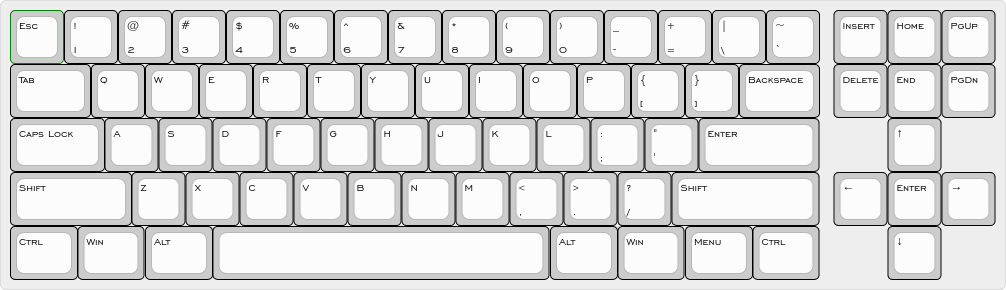 Esc ! @ # $ % ^ & * ( ) _ + | ~ Insert Home PgUp
1 2 3 4 5 6 7 8 9 0 - = \ `
Tab Q W E R T Y U I O P { } Backspace Delete End PgDn
[ ]
Caps Lock A S D F G H J K L : " Enter ↑
; '
Shift Z X C V B N M < > ? Shift ← Enter →
, . /
Ctrl Win Alt Alt Win Menu Ctrl ↓